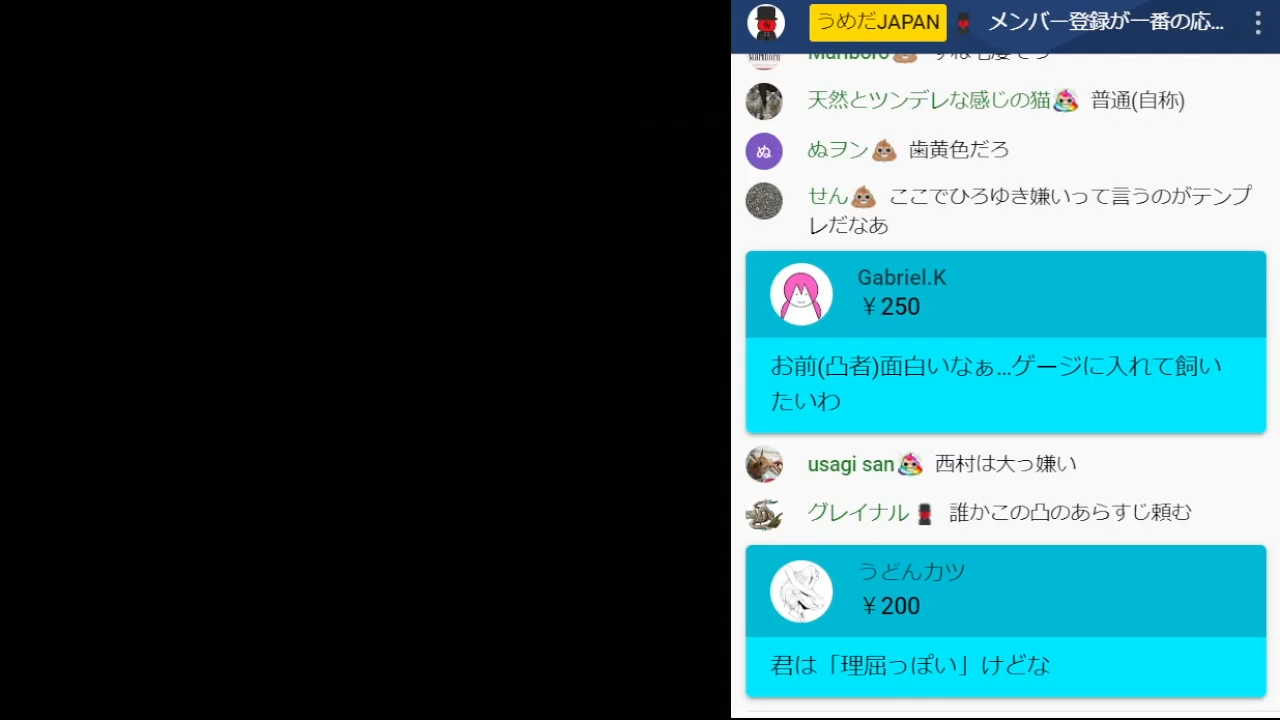 うめだJAPAN メンバー登録が一番の応...
Marlboro
天然とツンデレな感じの猫 普通(自称)
ぬ ぬヲン 歯黄色だろ
せん ここでひろゆき嫌いって言うのがテンプ
レだなあ
Gabriel.K
￥250
お前(凸者)面白いなぁ...ゲージに入れて飼い
たいわ
usagi san 西村は大っ嫌い
グレイナル 誰かこの凸のあらすじ頼む
うどん力ツ
￥200
君は「理屈っぽい」けどな